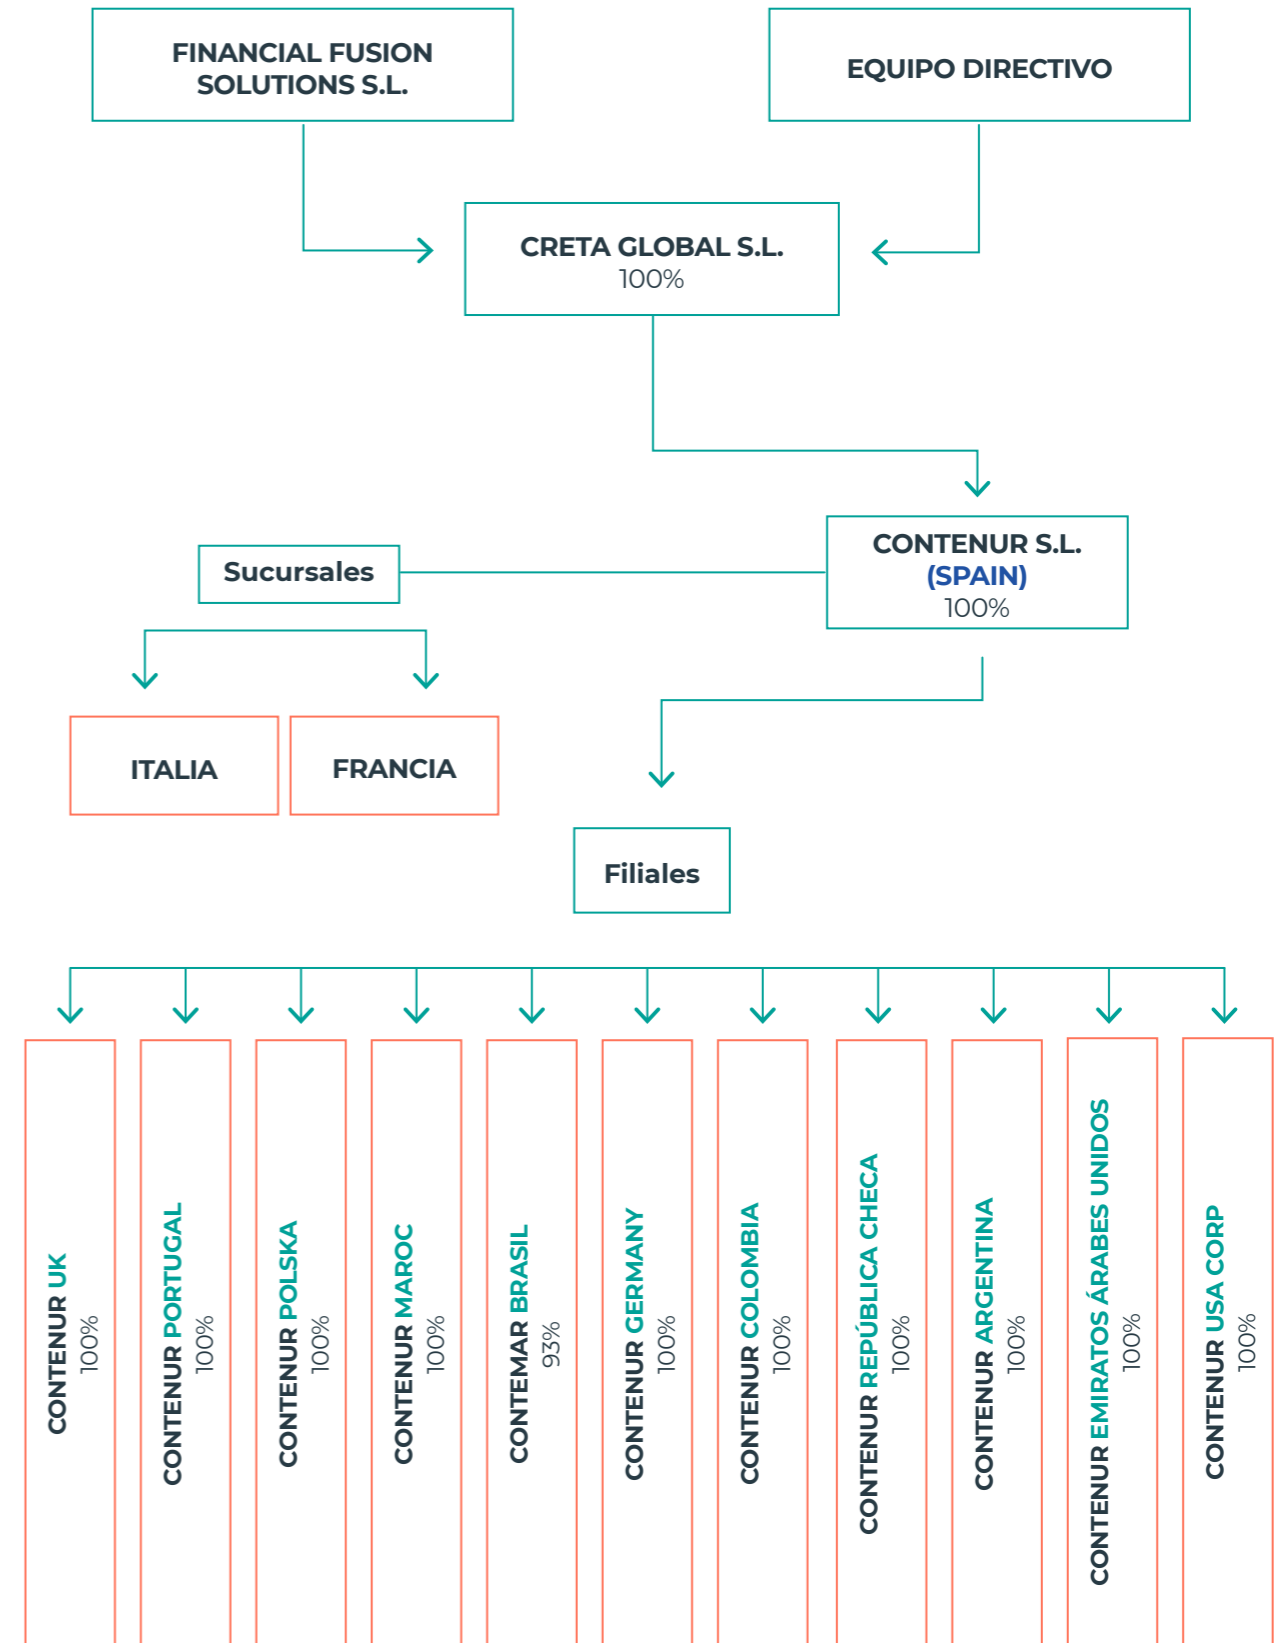 FINANCIAL FUSION
SOLUTIONS S.L.
EQUIPO DIRECTIVO
CRETA GLOBAL S.L.
100%
CONTENUR S.L.
(SPAIN)
100%
Sucursales
ITALIA
FRANCIA
Filiales
CONTENUR UK
100%
CONTENUR PORTUGAL
100%
CONTENUR POLSKA
100%
CONTENUR MAROC
100%
CONTEMAR BRASIL
93%
CONTENUR GERMANY
100%
CONTENUR COLOMBIA
100%
CONTENUR REPÚBLICA CHECA
100%
CONTENUR ARGENTINA
100%
CONTENUR EMIRATOS ÁRABES UNIDOS
100%
CONTENUR USA CORP
100%